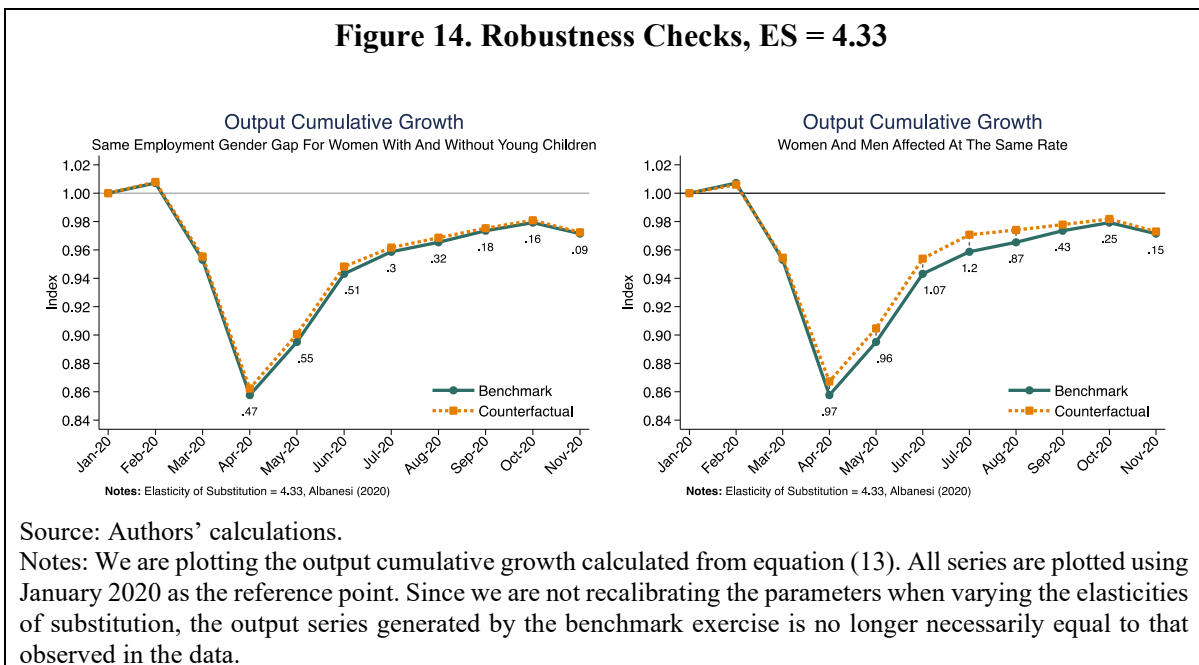 Figure 14. Robustness Checks, ES = 4.33
Output Cumulative Growth
Same Employment Gender Gap For Women With And Without Young Children
1.02
1.00
0.98
0.96
0.94
0.92
0.90
0.88
0.86
0.84
Index
.47
.55
.51
.3
.32
.18
.16
.09
Benchmark
Counterfactual
Jan-20
Feb-20
Mar-20
Apr-20
May-20
Jun-20
Jul-20
Aug-20
Sep-20
Oct-20
Nov-20
Notes: Elasticity of Substitution = 4.33, Albanesi (2020)
Output Cumulative Growth
Women And Men Affected At The Same Rate
1.02
1.00
0.98
0.96
0.94
0.92
0.90
0.88
0.86
0.84
Index
.97
.96
1.07
1.2
.87
.43
.25
.15
Benchmark
Counterfactual
Jan-20
Feb-20
Mar-20
Apr-20
May-20
Jun-20
Jul-20
Aug-20
Sep-20
Oct-20
Nov-20
Notes: Elasticity of Substitution = 4.33, Albanesi (2020)
Source: Authors' calculations.
Notes: We are plotting the output cumulative growth calculated from equation (13). All series are plotted using
January 2020 as the reference point. Since we are not recalibrating the parameters when varying the elasticities
of substitution, the output series generated by the benchmark exercise is no longer necessarily equal to that
observed in the data.